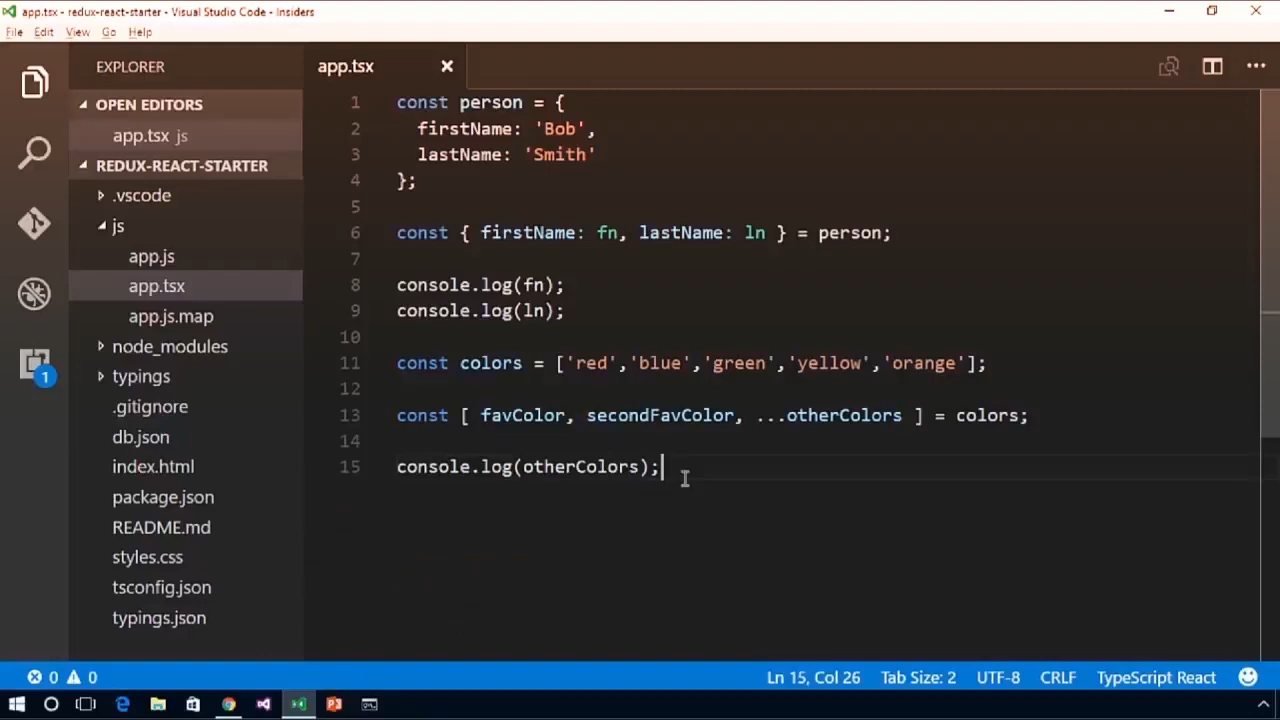 app.tsx - redux-react-starter - Visual Studio Code - Insiders
File Edit View Go Help
EXPLORER
OPEN EDITORS
app.tsx js
REDUX-REACT-STARTER
.vscode
js
app.js
app.tsx
app.js.map
node_modules
typings
.gitignore
db.json
index.html
package.json
README.md
styles.css
tsconfig.json
typings.json
1
app.tsx
1 const person = {
2 firstName: 'Bob',
3 lastName: 'Smith'
4 };
5
6 const { firstName: fn, lastName: ln } = person;
7
8 console.log(fn);
9 console.log(ln);
10
11 const colors = ['red','blue','green','yellow','orange'];
12
13 const [ favColor, secondFavColor, ...otherColors ] = colors;
14
15 console.log(otherColors);
0 0 Ln 15, Col 26 Tab Size: 2 UTF-8 CRLF TypeScript React